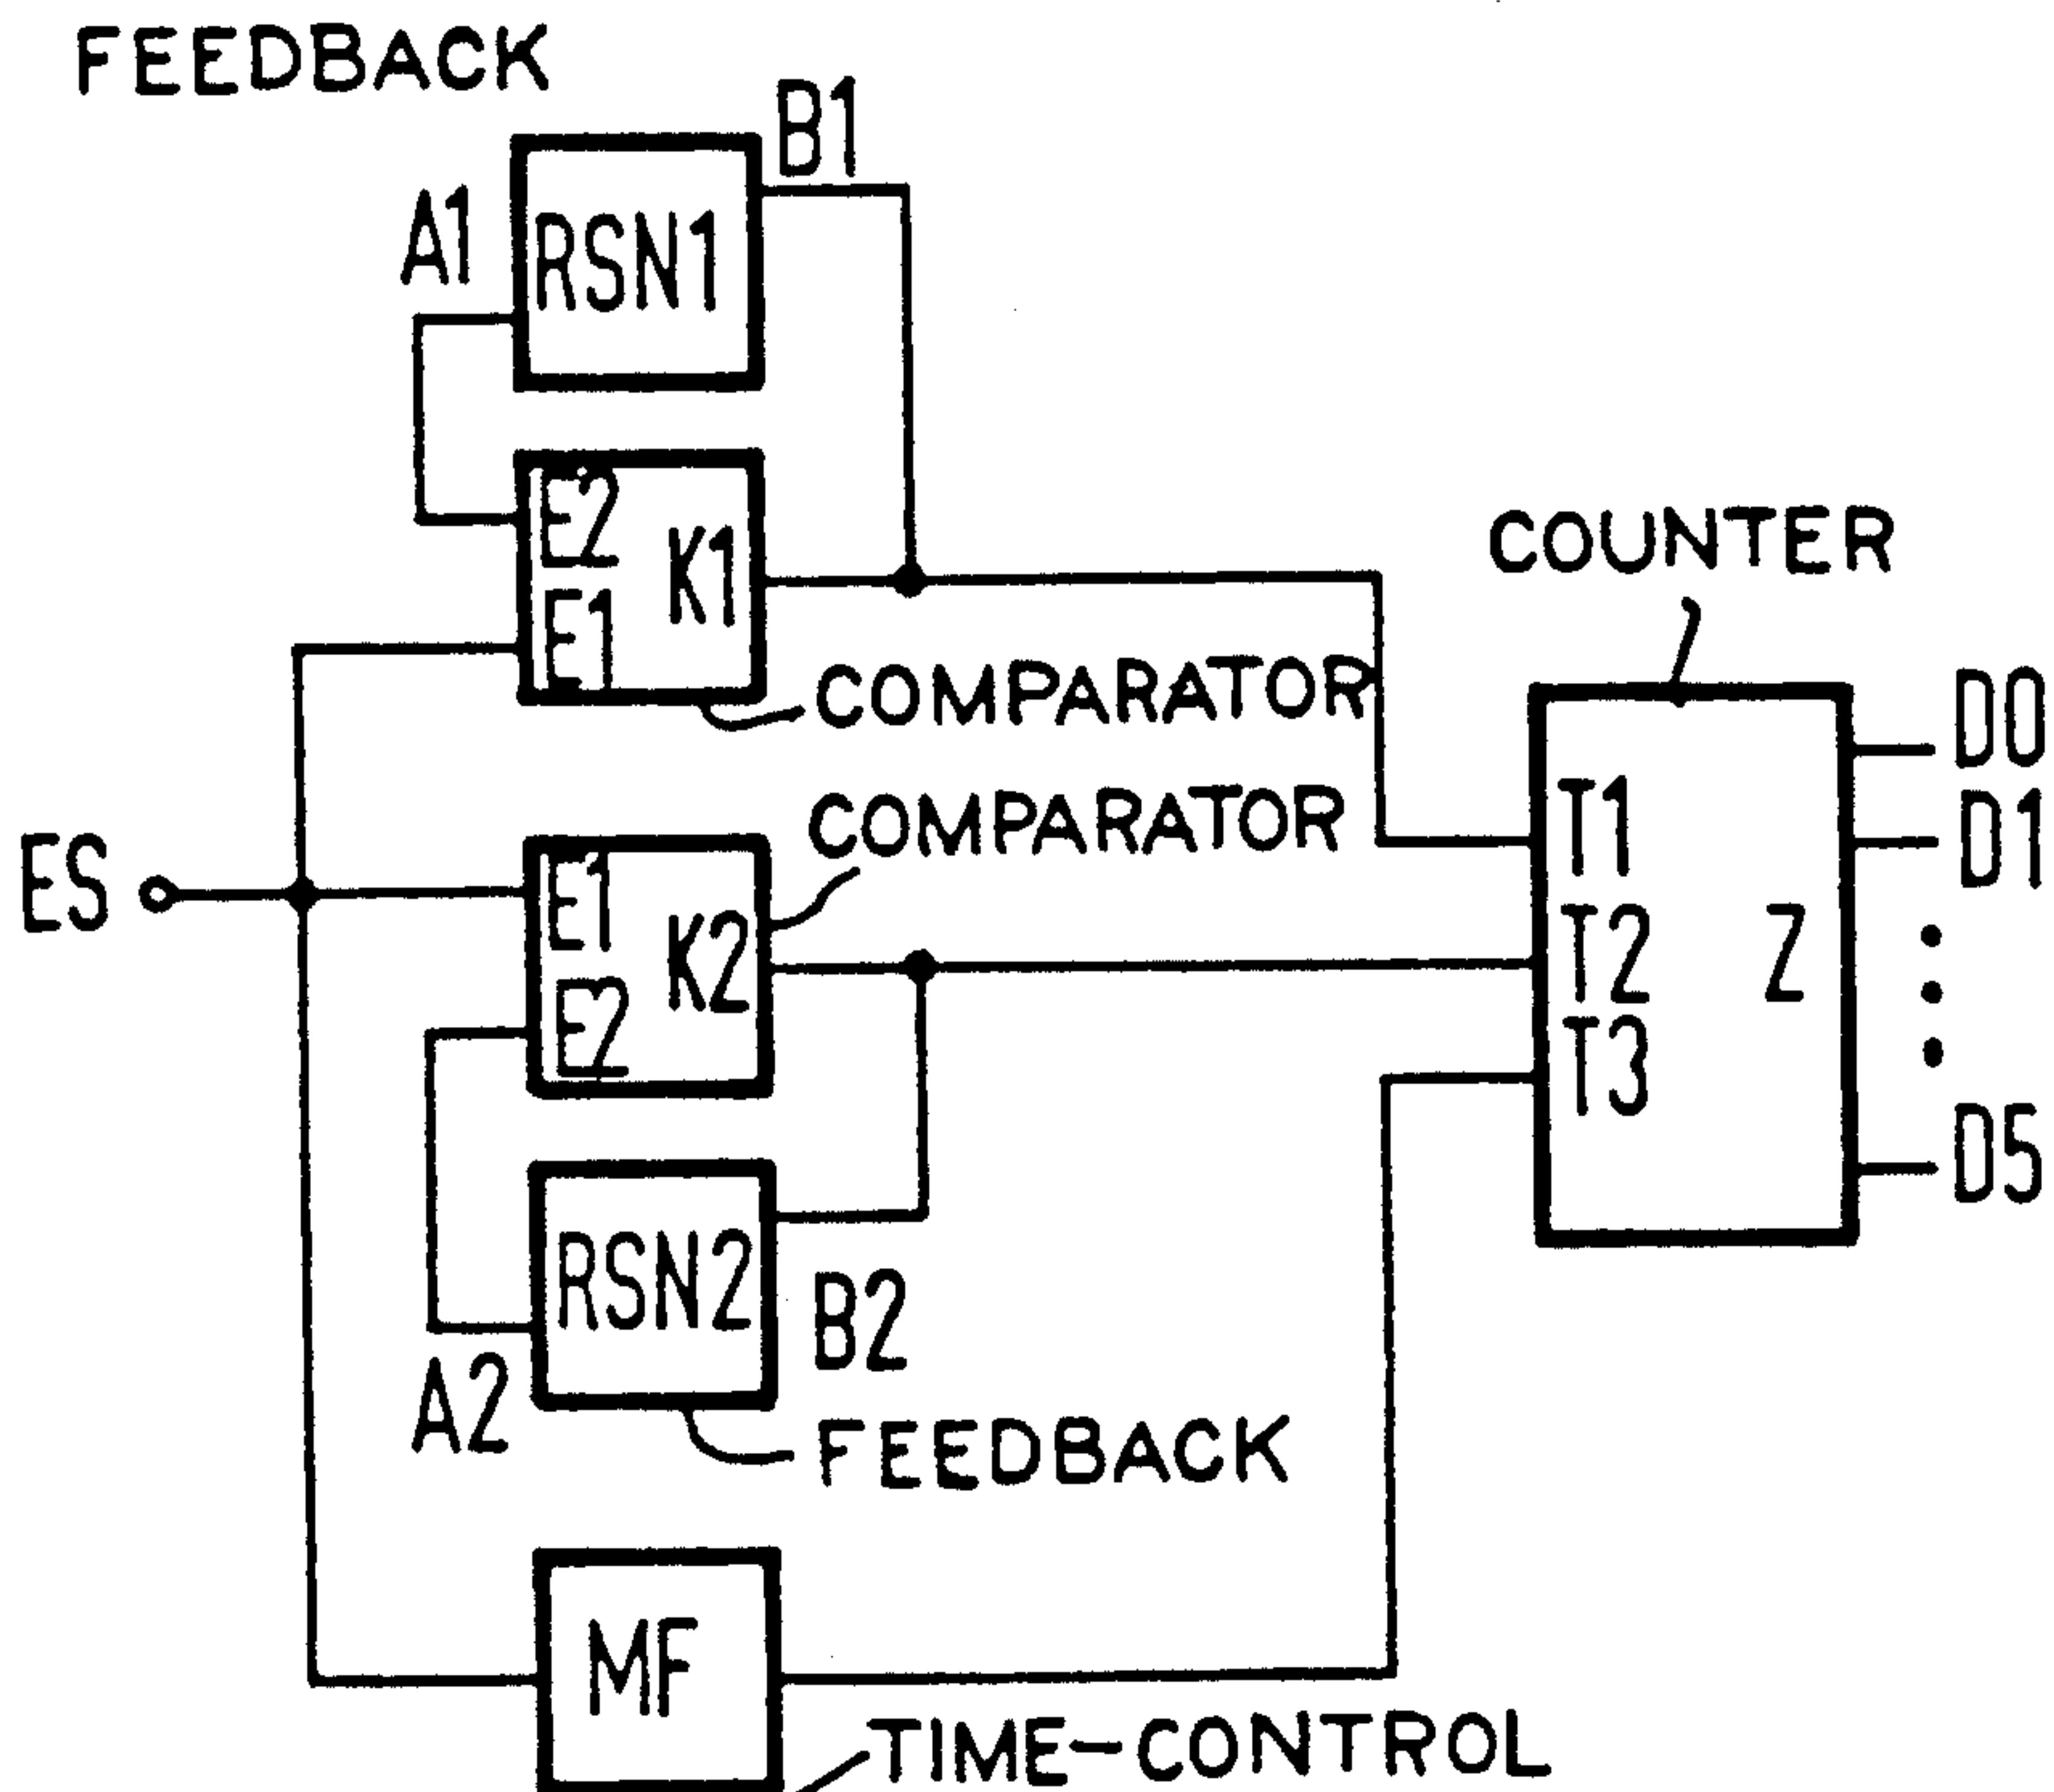 FEEDBACK
B1
A1
RSN1
E2
K1
E1
COUNTER
COMPARATOR
D0
COMPARATOR
T1
D1
ES
E1
K2
T2
Z
E2
T3
D5
RSN2
B2
A2
FEEDBACK
MF
TIME-CONTROL